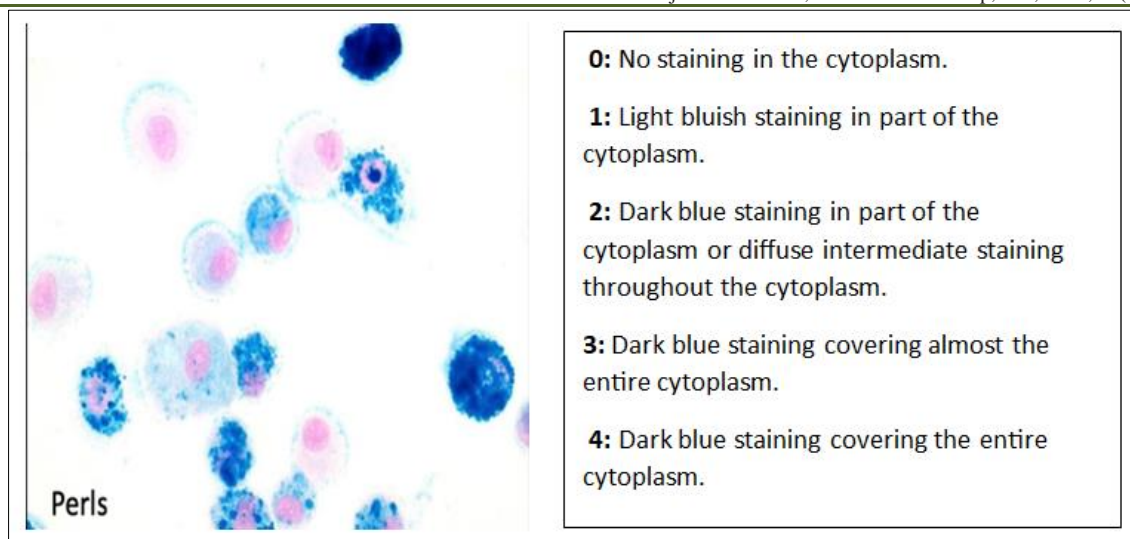 0: No staining in the cytoplasm.
1: Light bluish staining in part of the
cytoplasm.
2: Dark blue staining in part of the
cytoplasm or diffuse intermediate staining
throughout the cytoplasm.
3: Dark blue staining covering almost the
entire cytoplasm.
4: Dark blue staining covering the entire
cytoplasm.
Perls